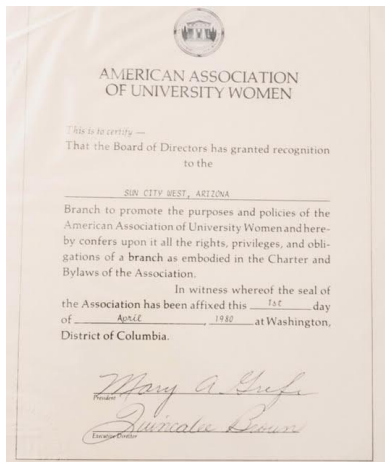 AMERICAN ASSOCIATION
OF UNIVERSITY WOMEN
This is to certify —
That the Board of Directors has granted recognition
to the
SUN CITY WEST, ARIZONA
Branch to promote the purposes and policies of the
American Association of University Women and here-
by confers upon it all the rights, privileges, and obli-
gations of a branch as embodied in the Charter and
Bylaws of the Association.
In witness whereof the seal of
the Association has been affixed this 1st day
of April, 1980 at Washington,
District of Columbia.
Mary A
President
Quincalee Brown
Executive Director